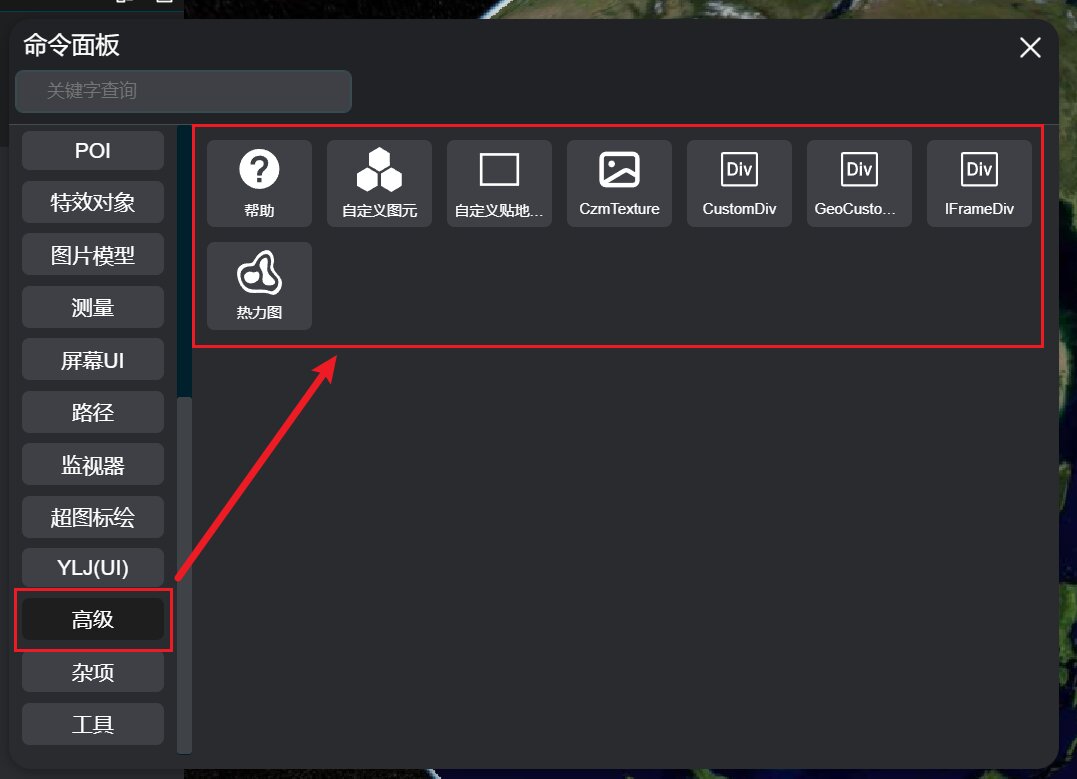 命令面板
关键字查询
POI
特效对象
图片模型
测量
屏幕UI
路径
监视器
超图标绘
YLJ(UI)
高级
杂项
工具
帮助
自定义图元
自定义贴地...
CzmTexture
Div
CustomDiv
Div
GeoCusto...
Div
IFrameDiv
热力图